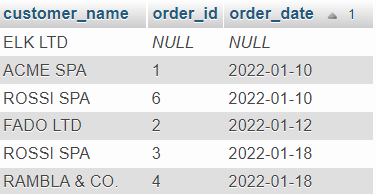 customer_name order_id order_date 1
ELK LTD NULL NULL
ACME SPA 1 2022-01-10
ROSSI SPA 6 2022-01-10
FADO LTD 2 2022-01-12
ROSSI SPA 3 2022-01-18
RAMBLA & CO. 4 2022-01-18